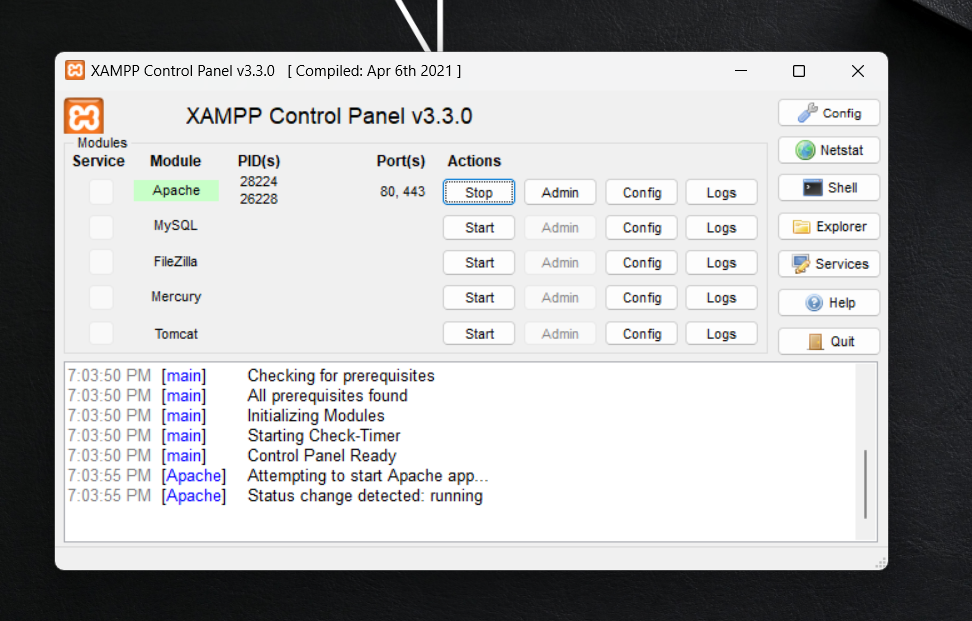 XAMPP Control Panel v3.3.0 [ Compiled: Apr 6th 2021 ]
XAMPP Control Panel v3.3.0
Config
Modules
Service Module PID(s) Port(s) Actions
Netstat
Apache 28224 26228 80, 443 Stop Admin Config Logs
Shell
MySQL Start Admin Config Logs
Explorer
FileZilla Start Admin Config Logs
Services
Mercury Start Admin Config Logs
Help
Tomcat Start Admin Config Logs
Quit
7:03:50 PM [main] Checking for prerequisites
7:03:50 PM [main] All prerequisites found
7:03:50 PM [main] Initializing Modules
7:03:50 PM [main] Starting Check-Timer
7:03:50 PM [main] Control Panel Ready
7:03:55 PM [Apache] Attempting to start Apache app...
7:03:55 PM [Apache] Status change detected: running